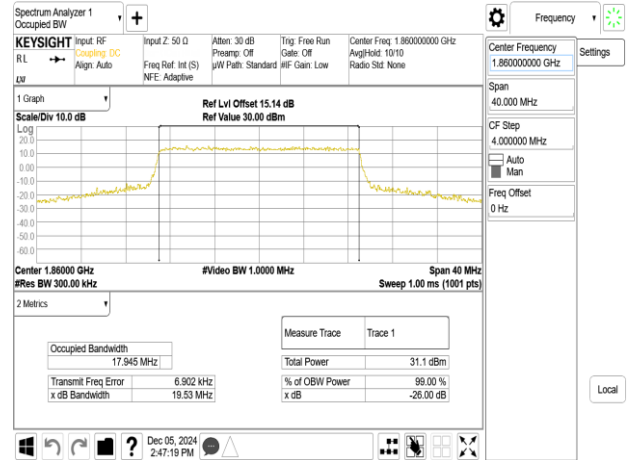 Spectrum Analyzer 1
Occupied BW
+
Frequency
KEYSIGHT
RL
LXI
Input: RF
Coupling: DC
Align: Auto
Input Z: 50 Ω
Freq Ref: Int (S)
NFE: Adaptive
Atten: 30 dB
Preamp: Off
µW Path: Standard
Trig: Free Run
Gate: Off
#IF Gain: Low
Center Freq: 1.860000000 GHz
Avg|Hold: 10/10
Radio Std: None
Center Frequency
1.860000000 GHz
Settings
Span
40.000 MHz
CF Step
4.000000 MHz
Auto
Man
Freq Offset
0 Hz
1 Graph
Scale/Div 10.0 dB
Ref Lvl Offset 15.14 dB
Ref Value 30.00 dBm
Log
20.0
10.0
0.00
-10.0
-20.0
-30.0
-40.0
-50.0
-60.0
Center 1.86000 GHz
#Video BW 1.0000 MHz
Span 40 MHz
#Res BW 300.00 kHz
Sweep 1.00 ms (1001 pts)
2 Metrics
Measure Trace Trace 1
Occupied Bandwidth
17.945 MHz
Total Power 31.1 dBm
Transmit Freq Error 6.902 kHz
% of OBW Power 99.00 %
x dB Bandwidth 19.53 MHz
x dB -26.00 dB
Local
?
Dec 05, 2024
2:47:19 PM